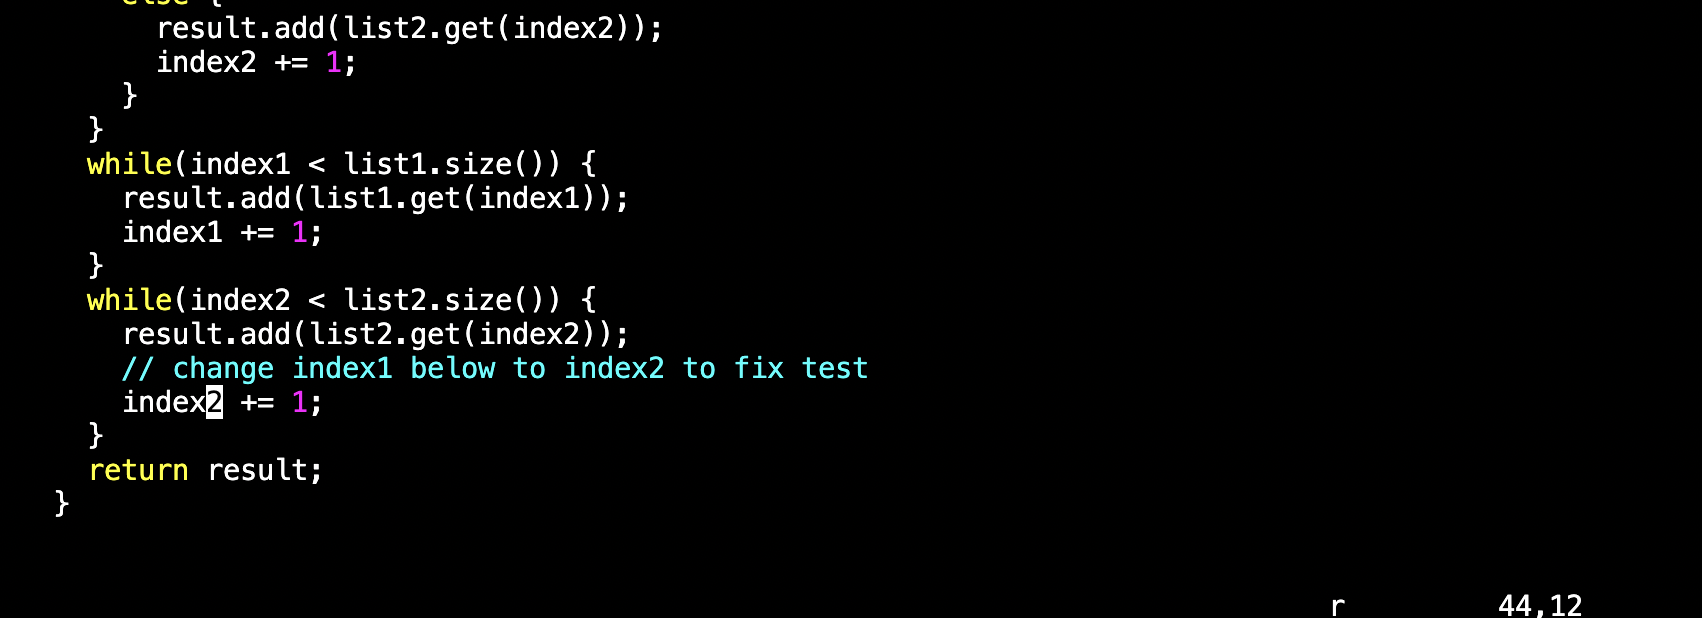 else {
result.add(list2.get(index2));
index2 += 1;
}
}
while(index1 < list1.size()) {
result.add(list1.get(index1));
index1 += 1;
}
while(index2 < list2.size()) {
result.add(list2.get(index2));
// change index1 below to index2 to fix test
index2 += 1;
}
return result;
}
r 44,12